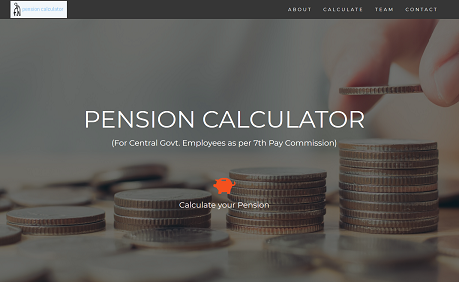 pension calculator
ABOUT CALCULATE TEAM CONTACT
PENSION CALCULATOR
(For Central Govt. Employees as per 7th Pay Commission)
Calculate your Pension